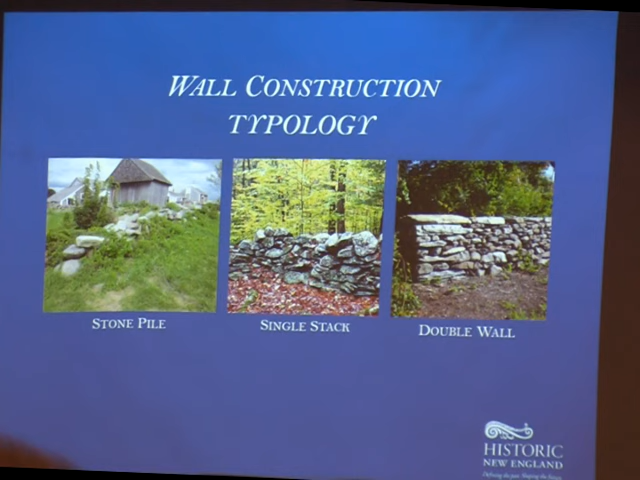 WALL CONSTRUCTION
TYPOLOGY
STONE PILE
SINGLE STACK
DOUBLE WALL
HISTORIC
NEW ENGLAND